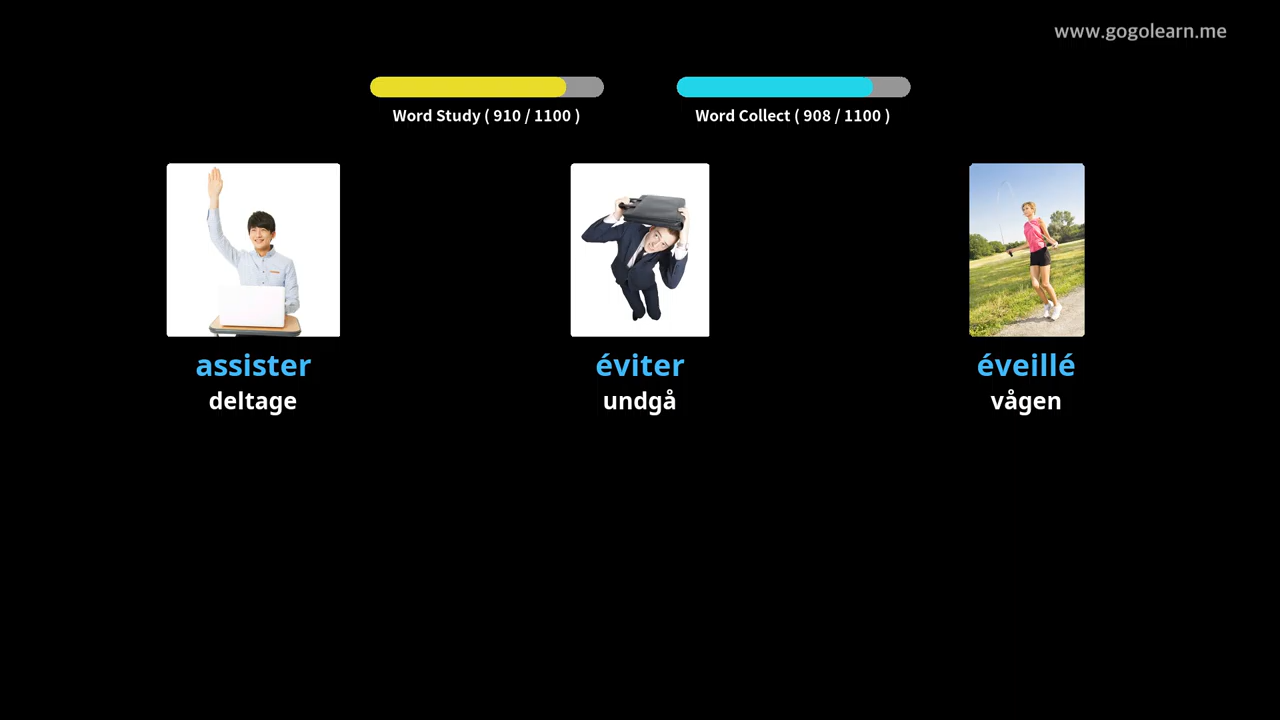 www.gogolearn.me
Word Study ( 910 / 1100 )
Word Collect ( 908 / 1100 )
assister
deltage
éviter
undgå
éveillé
vågen